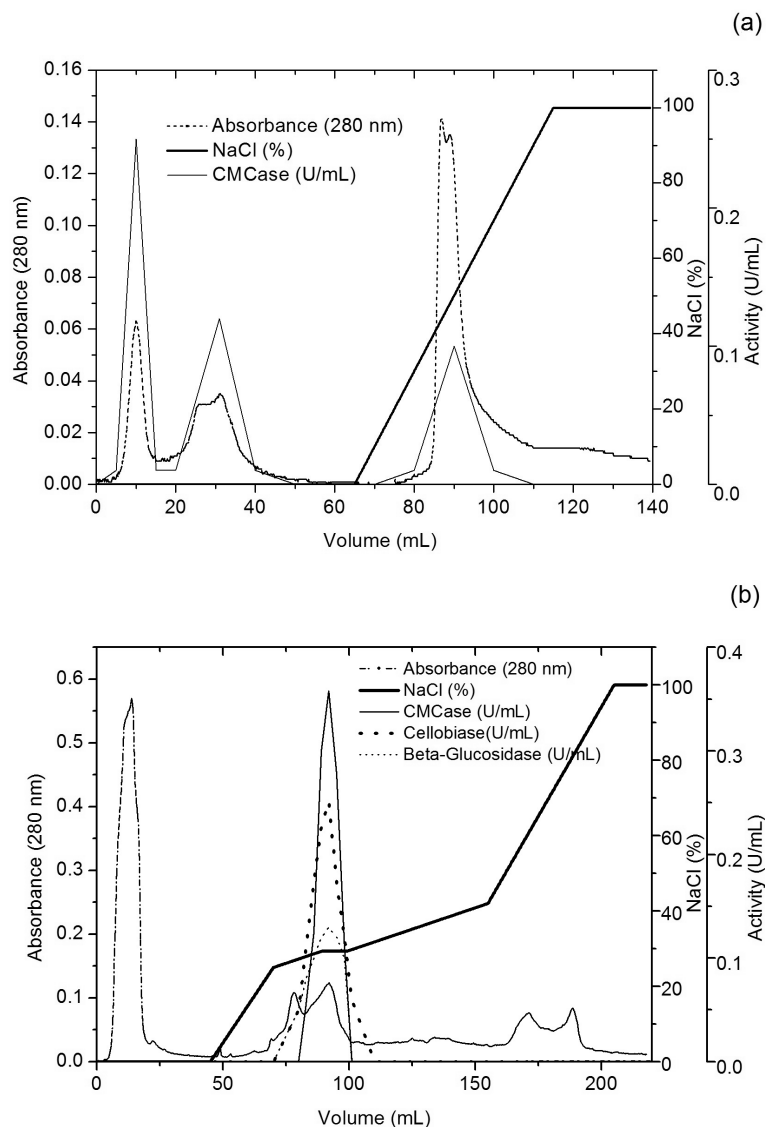 (a)
0.16
0.14
0.12
0.10
0.08
0.06
0.04
0.02
0.00
Absorbance (280 nm)
Absorbance (280 nm)
NaCl (%)
CMCase (U/mL)
100
80
60
40
20
0
NaCl (%)
0.3
0.2
0.1
0.0
Activity (U/mL)
0 20 40 60 80 100 120 140
Volume (mL)
(b)
0.6
0.5
0.4
0.3
0.2
0.1
0.0
Absorbance (280 nm)
Absorbance (280 nm)
NaCl (%)
CMCase (U/mL)
Cellobiase(U/mL)
Beta-Glucosidase (U/mL)
100
80
60
40
20
0
NaCl (%)
0.4
0.3
0.2
0.1
0.0
Activity (U/mL)
0 50 100 150 200
Volume (mL)